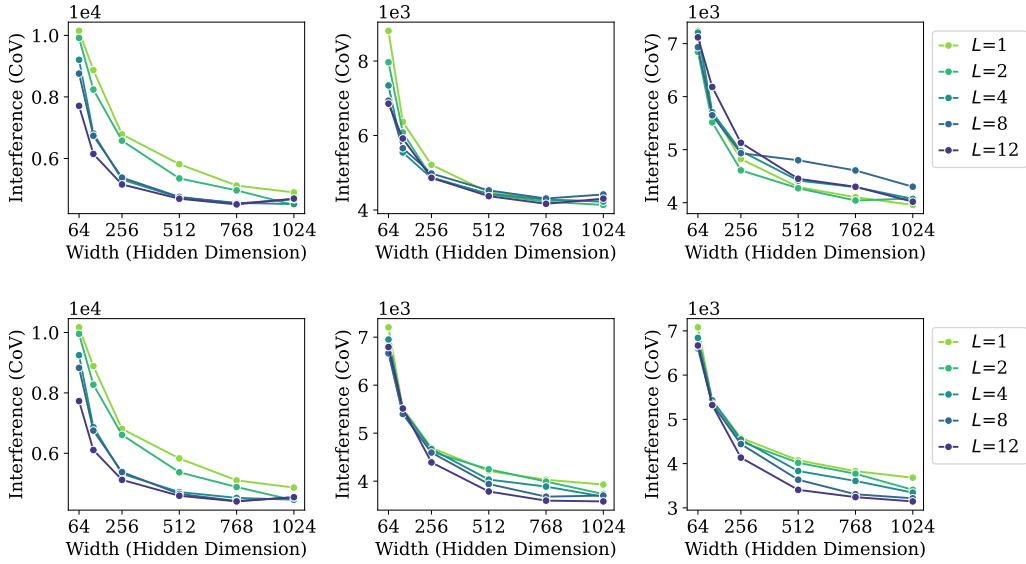 1e4
1.0
0.8
0.6
Interference (CoV)
64 256 512 768 1024
Width (Hidden Dimension)
1e3
8
6
4
Interference (CoV)
64 256 512 768 1024
Width (Hidden Dimension)
1e3
7
6
5
4
Interference (CoV)
64 256 512 768 1024
Width (Hidden Dimension)
L=1
L=2
L=4
L=8
L=12
1e4
1.0
0.8
0.6
Interference (CoV)
64 256 512 768 1024
Width (Hidden Dimension)
1e3
7
6
5
4
Interference (CoV)
64 256 512 768 1024
Width (Hidden Dimension)
1e3
7
6
5
4
3
Interference (CoV)
64 256 512 768 1024
Width (Hidden Dimension)
L=1
L=2
L=4
L=8
L=12